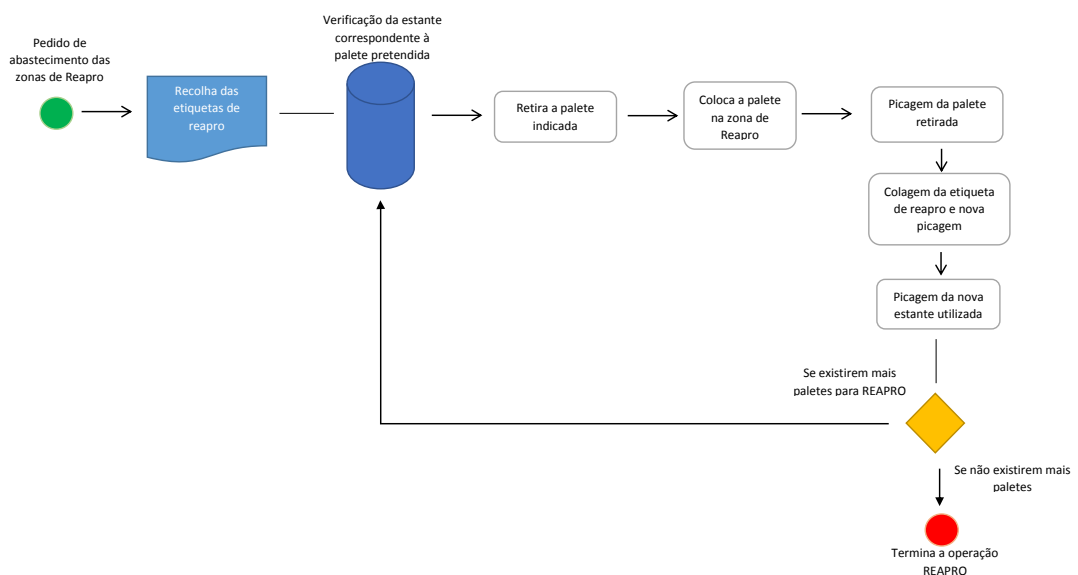 Pedido de
abastecimento das
zonas de Reapro
Recolha das
etiquetas de
reapro
Verificação da estante
correspondente à
palete pretendida
Retira a palete
indicada
Coloca a palete
na zona de
Reapro
Picagem da palete
retirada
Colagem da etiqueta
de reapro e nova
picagem
Picagem da nova
estante utilizada
Se existirem mais
paletes para REAPRO
Se não existirem mais
paletes
Termina a operação
REAPRO